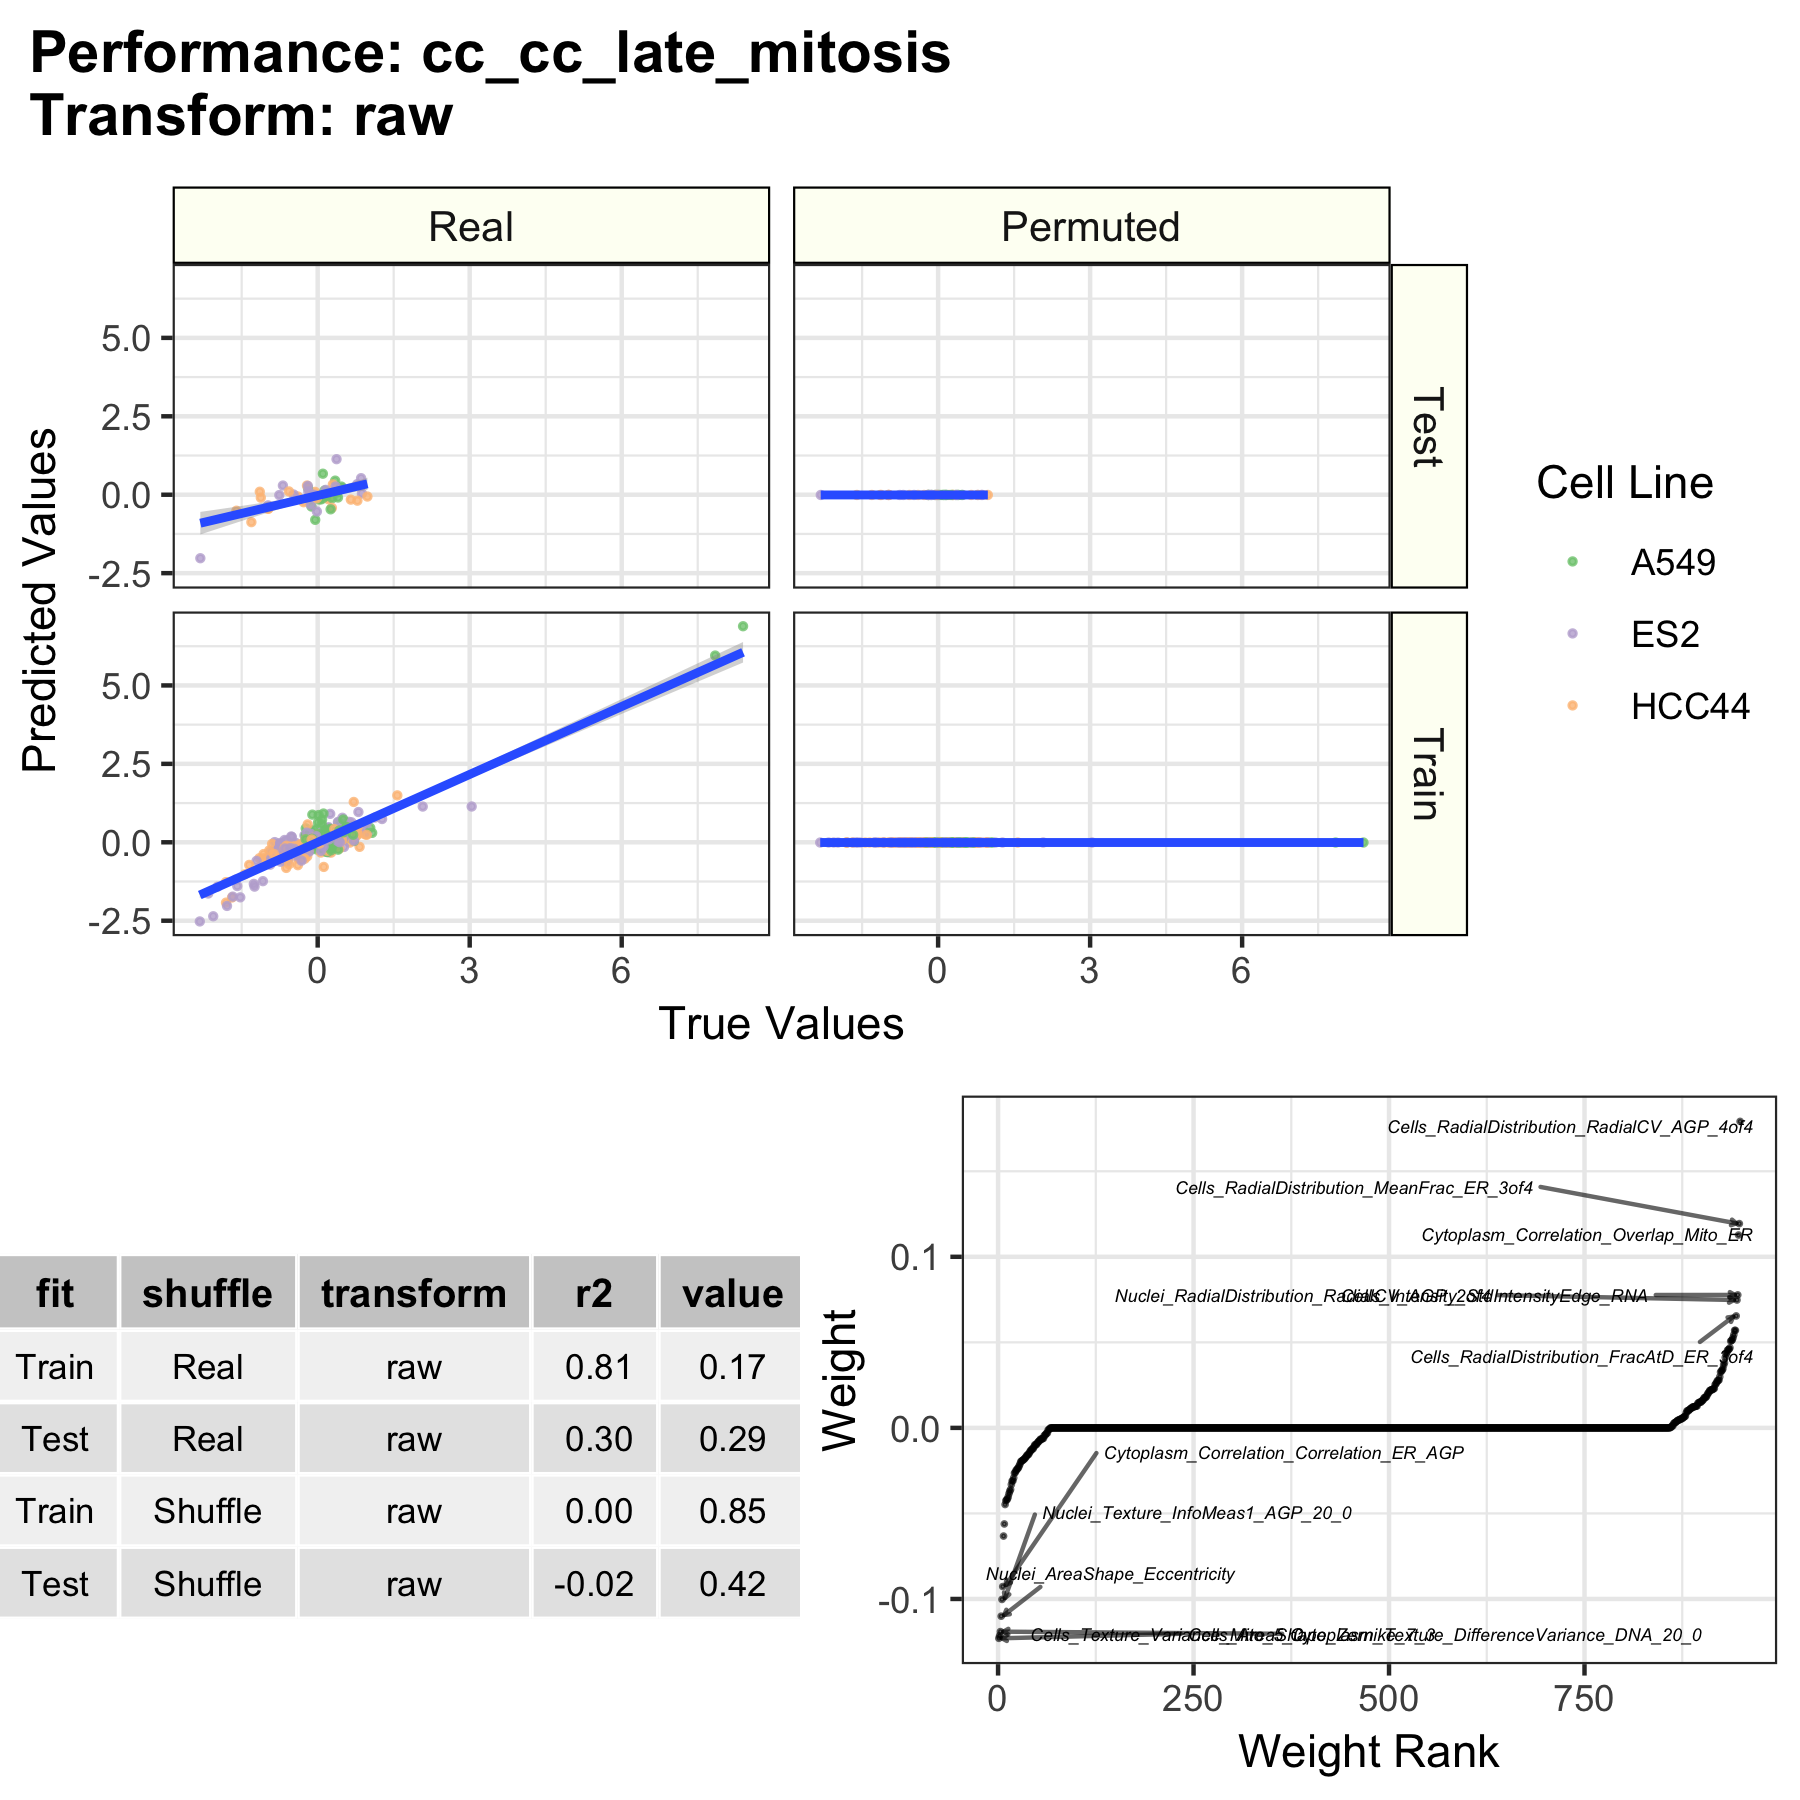 Performance: cc_cc_late_mitosis
Transform: raw
Real
Permuted
5.0
2.5
0.0
-2.5
Test
5.0
2.5
0.0
-2.5
Train
0
3
6
0
3
6
Predicted Values
True Values
Cell Line
A549
ES2
HCC44
fit shuffle transform r2 value
Train Real raw 0.81 0.17
Test Real raw 0.30 0.29
Train Shuffle raw 0.00 0.85
Test Shuffle raw -0.02 0.42
Weight
0.1
0.0
-0.1
Cells_RadialDistribution_RadialCV_AGP_4of4
Cells_RadialDistribution_MeanFrac_ER_3of4
Cytoplasm_Correlation_Overlap_Mito_ER
Nuclei_RadialDistribution_RadialCV_AGP_2of4
Cells_Intensity_StdIntensityEdge_RNA
Cells_RadialDistribution_FracAtD_ER_3of4
Cytoplasm_Correlation_Correlation_ER_AGP
Nuclei_Texture_InfoMeas1_AGP_20_0
Nuclei_AreaShape_Eccentricity
Cells_AreaShape_Zernike_7_3
Cytoplasm_Texture_DifferenceVariance_DNA_20_0
0
250
500
750
Weight Rank